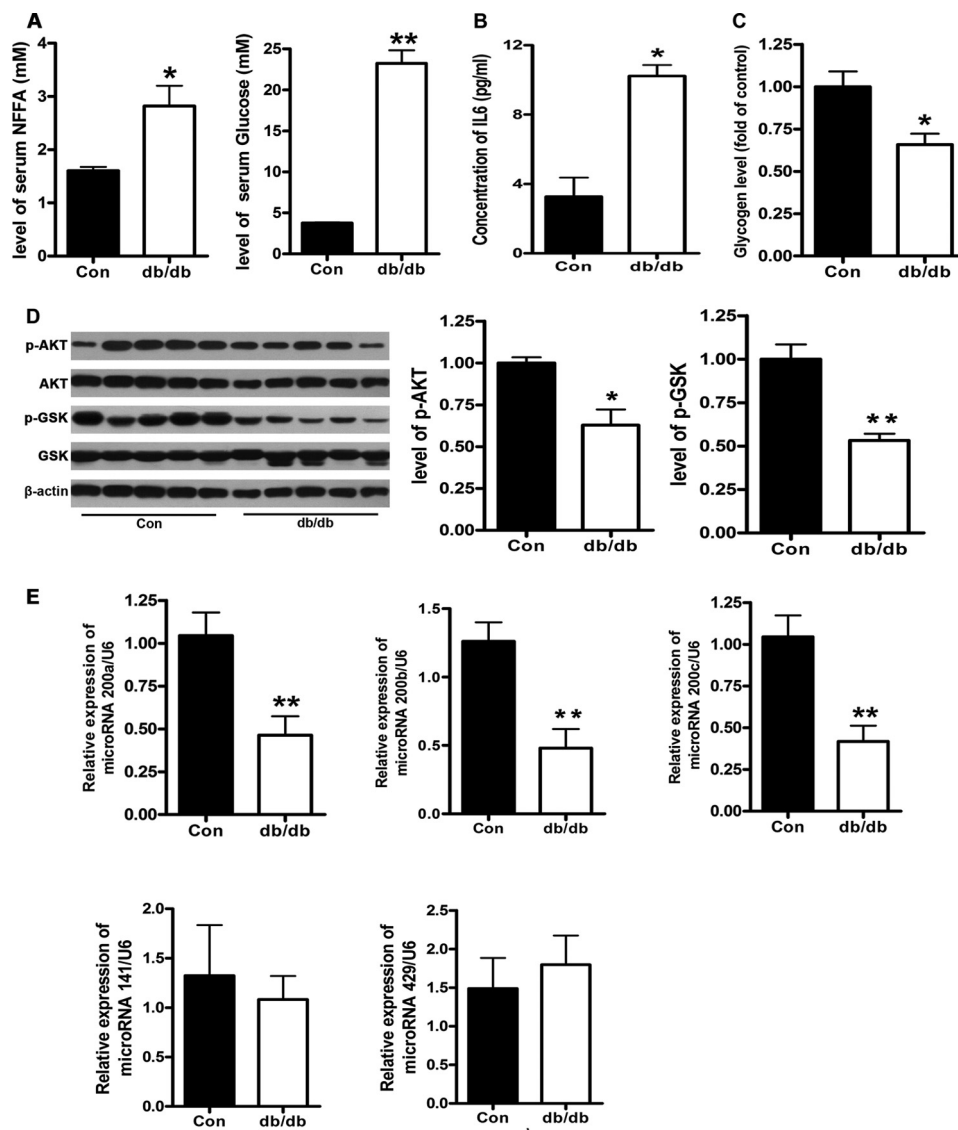 A
level of serum NFFA (mM)
4
3
2
1
0
*
Con
db/db
level of serum Glucose (mM)
25
20
15
10
5
0
**
Con
db/db
B
Concentration of IL6 (pg/ml)
12
8
4
0
*
Con
db/db
C
Glycogen level (fold of control)
1.25
1.00
0.75
0.50
0.25
0.00
*
Con
db/db
D
p-AKT
AKT
p-GSK
GSK
β-actin
Con
db/db
level of p-AKT
1.25
1.00
0.75
0.50
0.25
0.00
*
Con
db/db
level of p-GSK
1.25
1.00
0.75
0.50
0.25
0.00
**
Con
db/db
E
Relative expression of
microRNA 200a/U6
1.25
1.00
0.75
0.50
0.25
0.00
**
Con
db/db
Relative expression of
microRNA 200b/U6
1.5
1.0
0.5
0.0
**
Con
db/db
Relative expression of
microRNA 200c/U6
1.25
1.00
0.75
0.50
0.25
0.00
**
Con
db/db
Relative expression of
microRNA 141/U6
2.0
1.5
1.0
0.5
0.0
Con
db/db
Relative expression of
microRNA 429/U6
2.5
2.0
1.5
1.0
0.5
0.0
Con
db/db